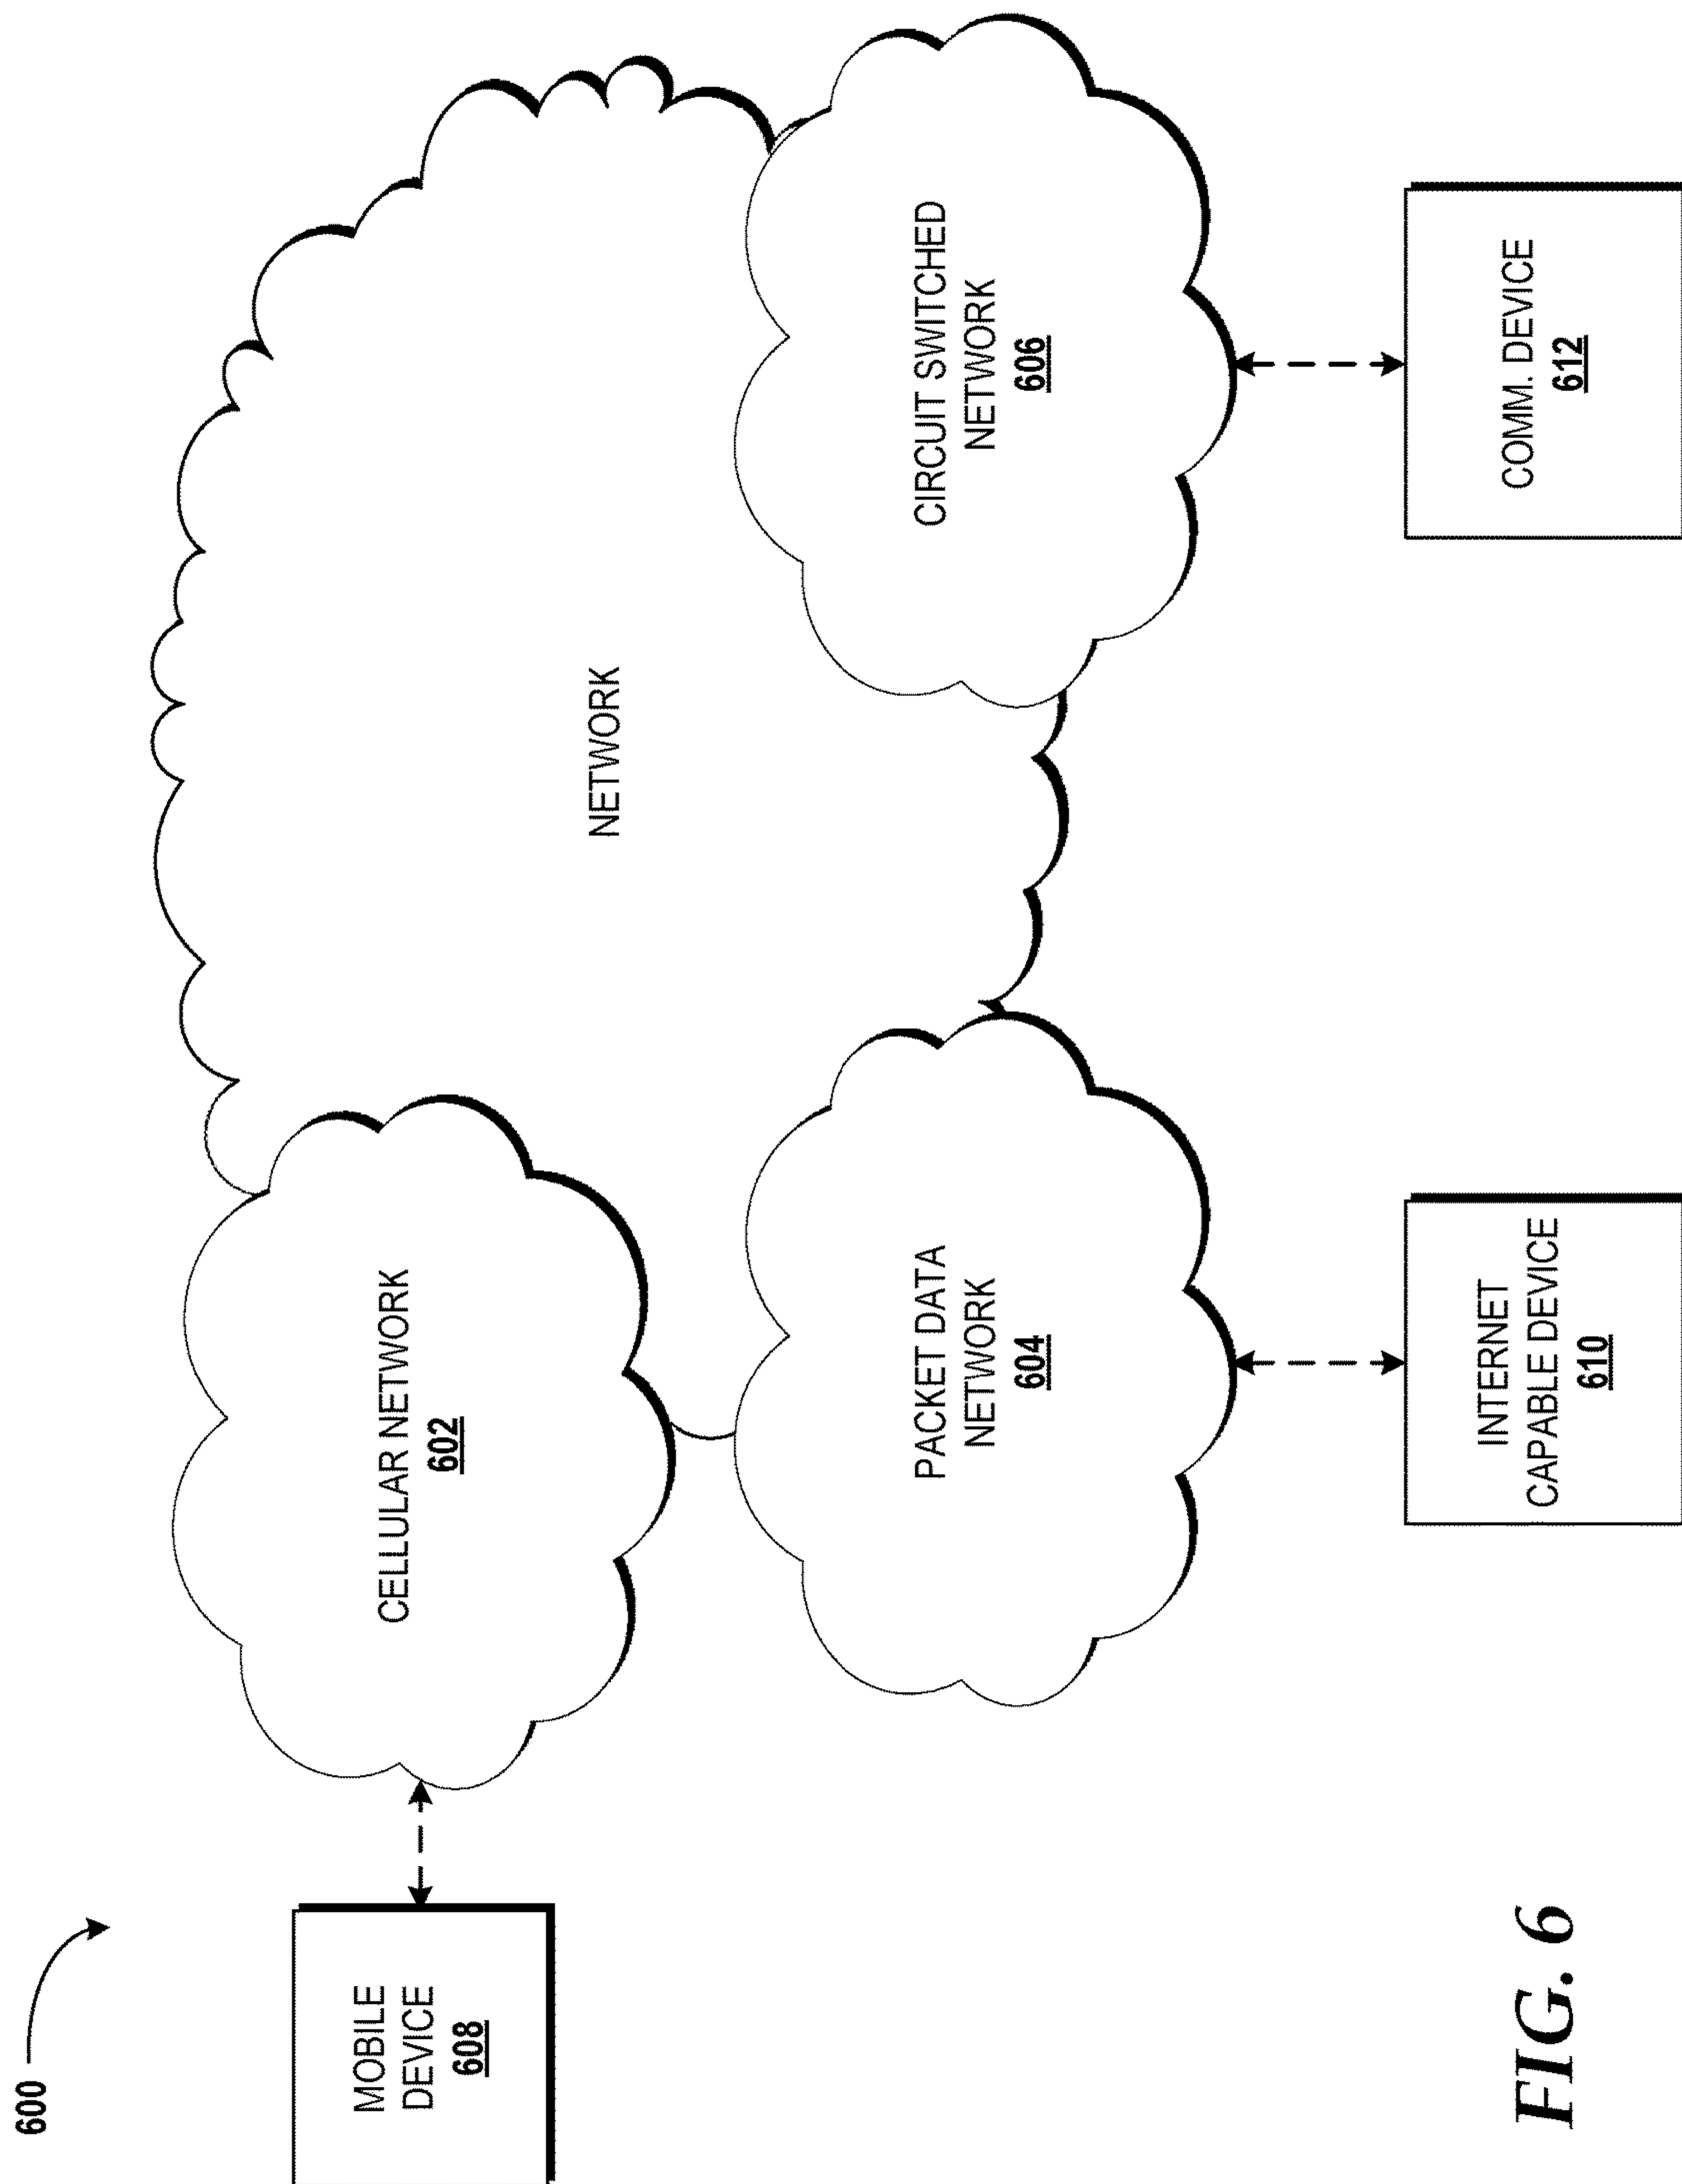 600
NETWORK
CELLULAR NETWORK
602
MOBILE
DEVICE
608
PACKET DATA
NETWORK
604
CIRCUIT SWITCHED
NETWORK
606
INTERNET
CAPABLE DEVICE
610
COMM. DEVICE
612
FIG. 6